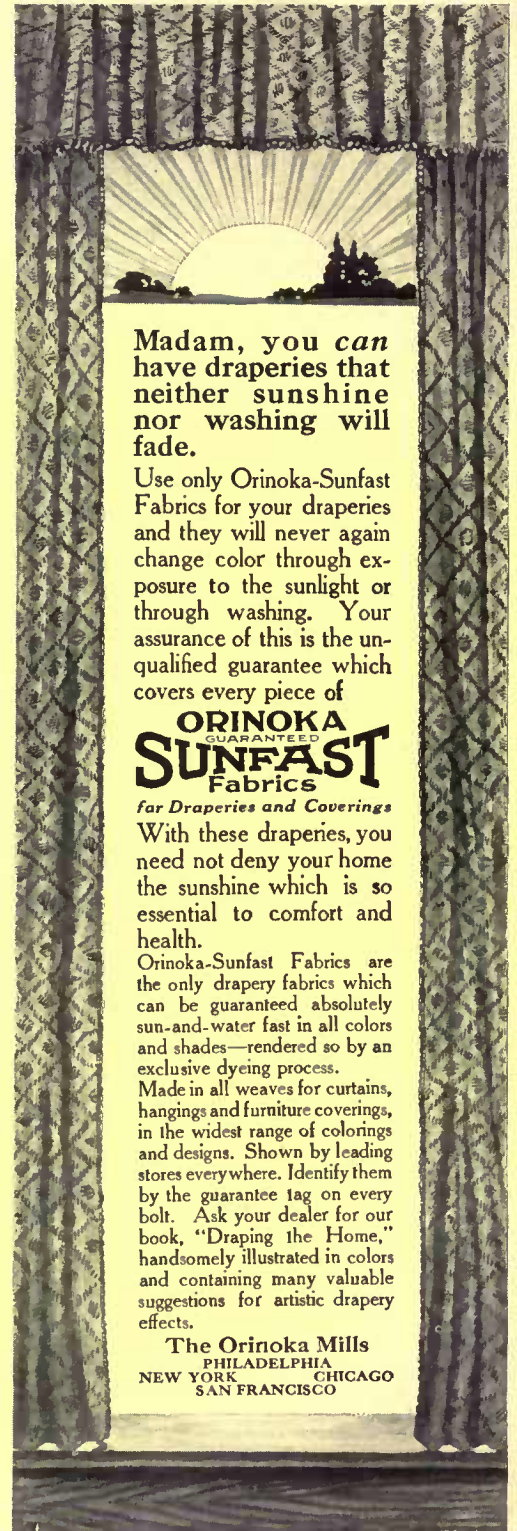 Madam, you can
have draperies that
neither sunshine
nor washing will
fade.
Use only Orinoka-Sunfast
Fabrics for your draperies
and they will never again
change color through ex-
posure to the sunlight or
through washing. Your
assurance of this is the un-
qualified guarantee which
covers every piece of
ORINOKA
GUARANTEED
SUNFAST
Fabrics
for Draperies and Coverings
With these draperies, you
need not deny your home
the sunshine which is so
essential to comfort and
health.
Orinoka-Sunfast Fabrics are
the only drapery fabrics which
can be guaranteed absolutely
sun-and-water fast in all colors
and shades—rendered so by an
exclusive dyeing process.
Made in all weaves for curtains,
hangings and furniture coverings,
in the widest range of colorings
and designs. Shown by leading
stores everywhere. Identify them
by the guarantee tag on every
bolt. Ask your dealer for our
book, "Draping the Home,"
handsomely illustrated in colors
and containing many valuable
suggestions for artistic drapery
effects.
The Orinoka Mills
PHILADELPHIA
NEW YORK CHICAGO
SAN FRANCISCO